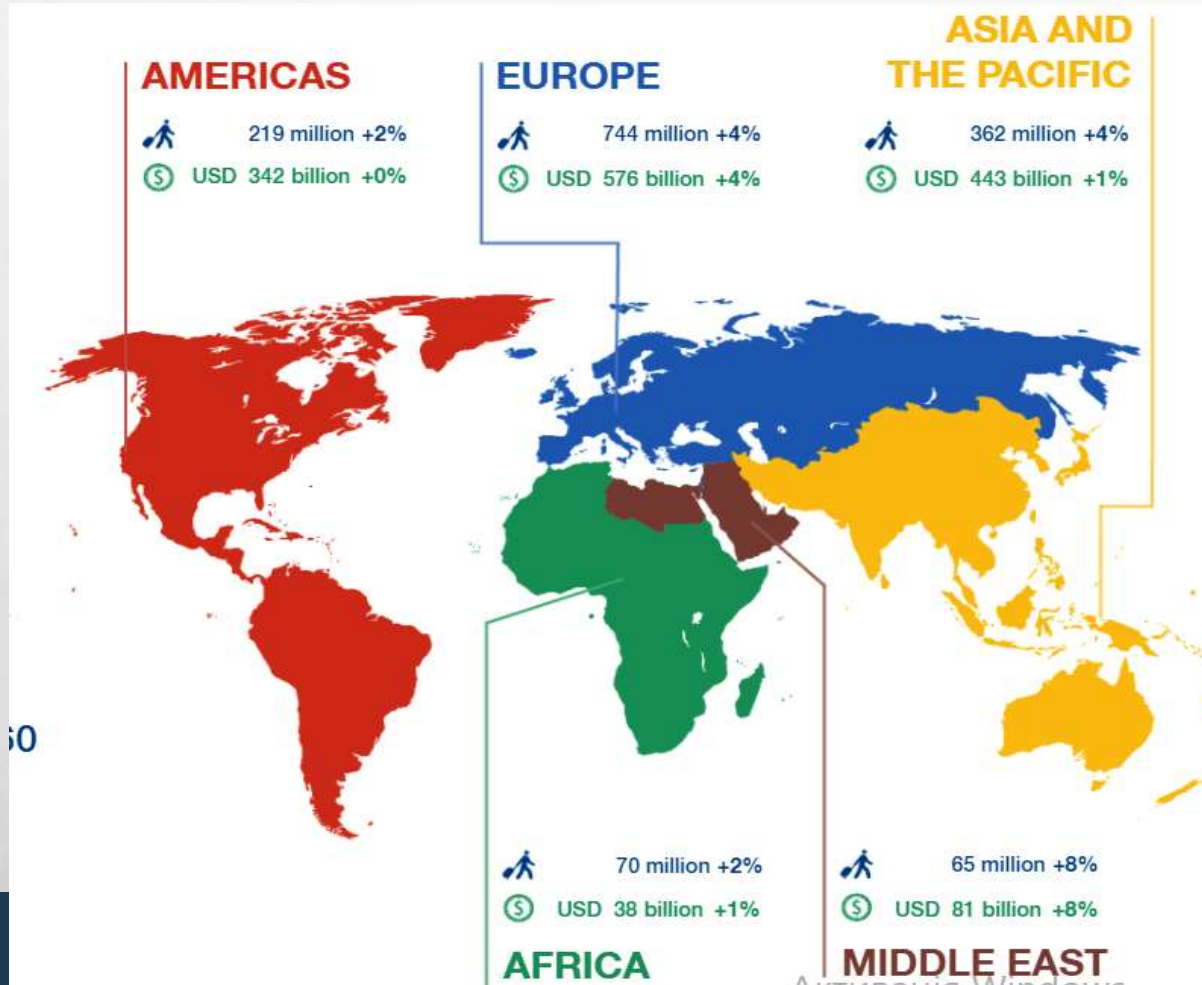 AMERICAS
219 million +2%
USD 342 billion +0%
EUROPE
744 million +4%
USD 576 billion +4%
ASIA AND
THE PACIFIC
362 million +4%
USD 443 billion +1%
70 million +2%
USD 38 billion +1%
AFRICA
65 million +8%
USD 81 billion +8%
MIDDLE EAST